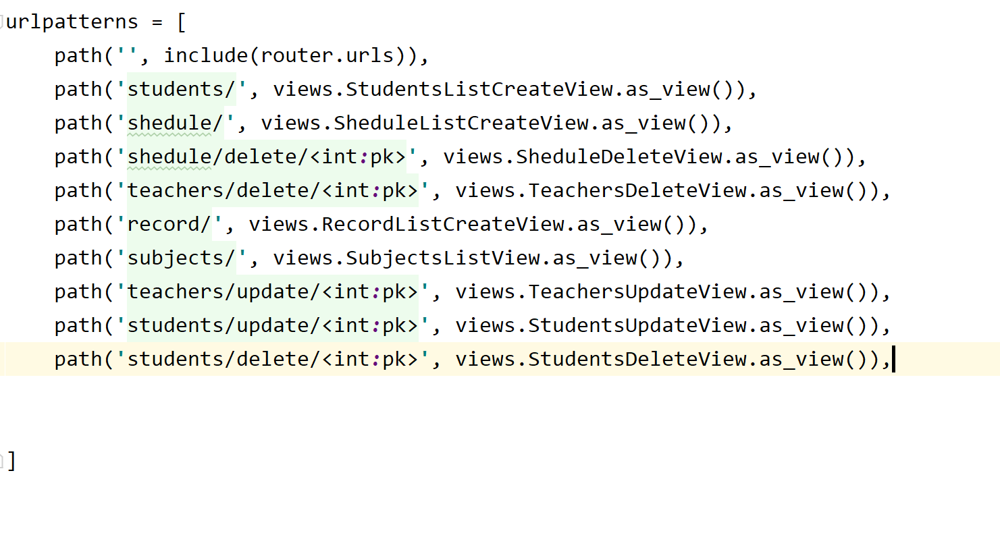 urlpatterns = [
    path('', include(router.urls)),
    path('students/', views.StudentsListCreateView.as_view()),
    path('shedule/', views.SheduleListCreateView.as_view()),
    path('shedule/delete/<int:pk>', views.SheduleDeleteView.as_view()),
    path('teachers/delete/<int:pk>', views.TeachersDeleteView.as_view()),
    path('record/', views.RecordListCreateView.as_view()),
    path('subjects/', views.SubjectsListView.as_view()),
    path('teachers/update/<int:pk>', views.TeachersUpdateView.as_view()),
    path('students/update/<int:pk>', views.StudentsUpdateView.as_view()),
    path('students/delete/<int:pk>', views.StudentsDeleteView.as_view()),
]